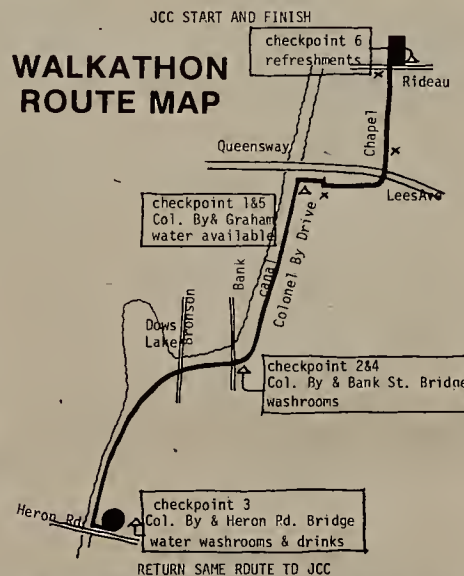 JCC START AND FINISH
WALKATHON
ROUTE MAP
checkpoint 6
refreshments
Rideau
Chapel
Queensway
Lees Ave
checkpoint 1&5
Col. By& Graham
water available
Colonel By Drive
canal
Bank
Bronson
Dows
Lake
checkpoint 2&4
Col. By & Bank St. Bridge
washrooms
Heron Rd.
checkpoint 3
Col. By & Heron Rd. Bridge
water washrooms & drinks
RETURN SAME ROUTE TO JCC